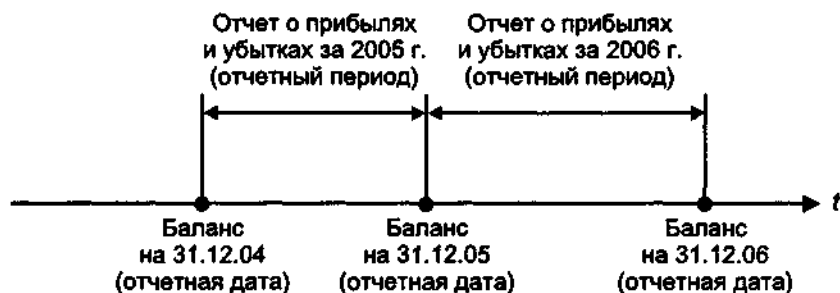 Отчет о прибылях
и убытках за 2005 г.
(отчетный период)
Отчет о прибылях
и убытках за 2006 г.
(отчетный период)
t
Баланс
на 31.12.04
(отчетная дата)
Баланс
на 31.12.05
(отчетная дата)
Баланс
на 31.12.06
(отчетная дата)